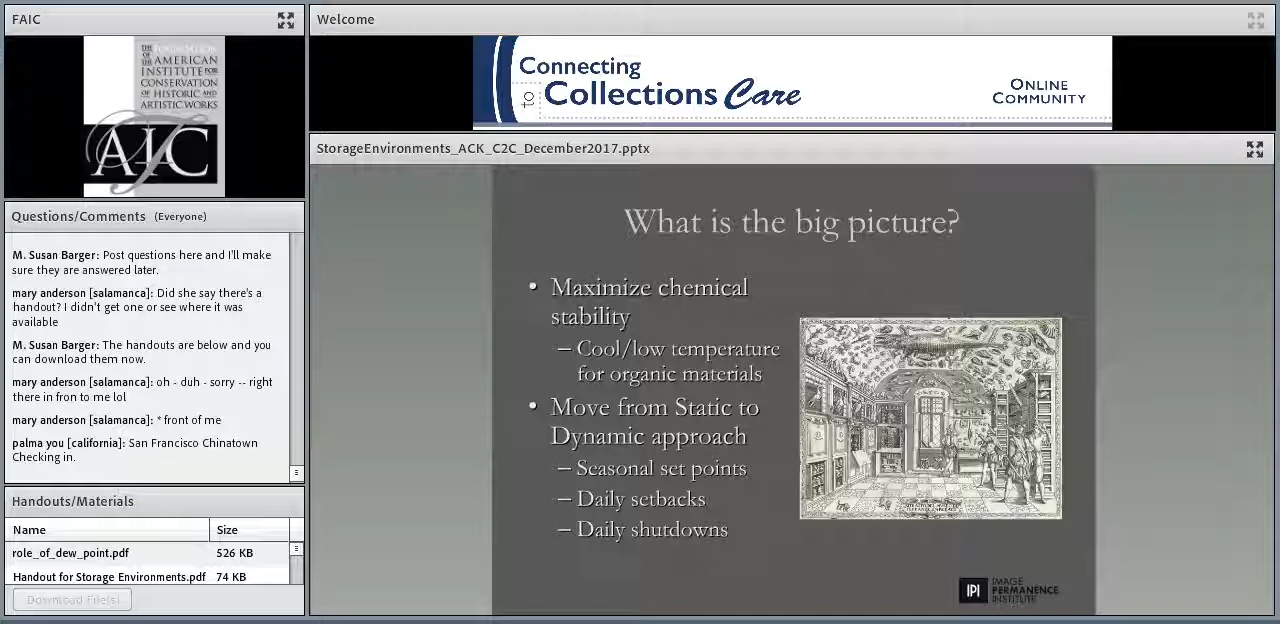 FAIC
THE FOUNDATION
OF THE AMERICAN
INSTITUTE FOR
CONSERVATION
OF HISTORIC AND
ARTISTIC WORKS
AIC
Questions/Comments (Everyone)
M. Susan Barger: Post questions here and I'll make
sure they are answered later.
mary anderson [salamanca]: Did she say there's a
handout? I didn't get one or see where it was
available
M. Susan Barger: The handouts are below and you
can download them now.
mary anderson [salamanca]: oh - duh - sorry -- right
there in fron to me lol
mary anderson [salamanca]: * front of me
palma you [california]: San Francisco Chinatown
Checking in.
Handouts/Materials
Name Size
role_of_dew_point.pdf 526 KB
Handout for Storage Environments.pdf 74 KB
Download File(s)
Welcome
Connecting
to Collections Care
ONLINE
COMMUNITY
StorageEnvironments_ACK_C2C_December2017.pptx
What is the big picture?
• Maximize chemical
stability
– Cool/low temperature
for organic materials
• Move from Static to
Dynamic approach
– Seasonal set points
– Daily setbacks
– Daily shutdowns
IPI
IMAGE
PERMANENCE
INSTITUTE